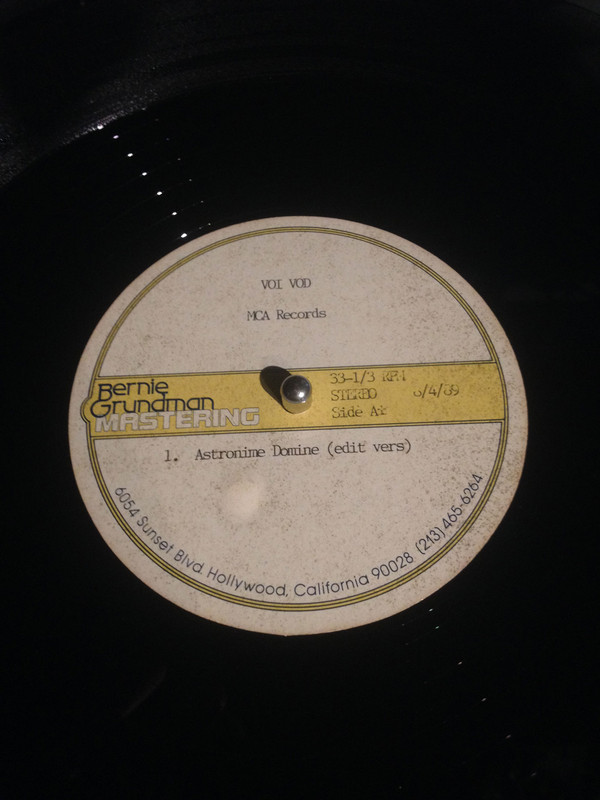 VOI VOD
MCA Records
Bernie
Grundman
MASTERING
33-1/3 RPM
STEREO
Side A*
1. Astronime Domine (edit vers)
6054 Sunset Blvd. Hollywood, California 90028 (213) 465-6264